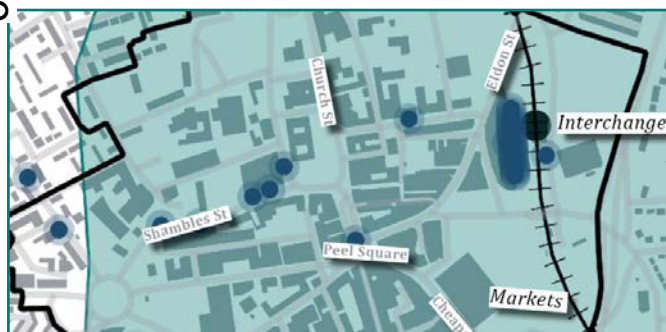 Eldon St
Church St
Interchange
Shambles St
Peel Square
Markets